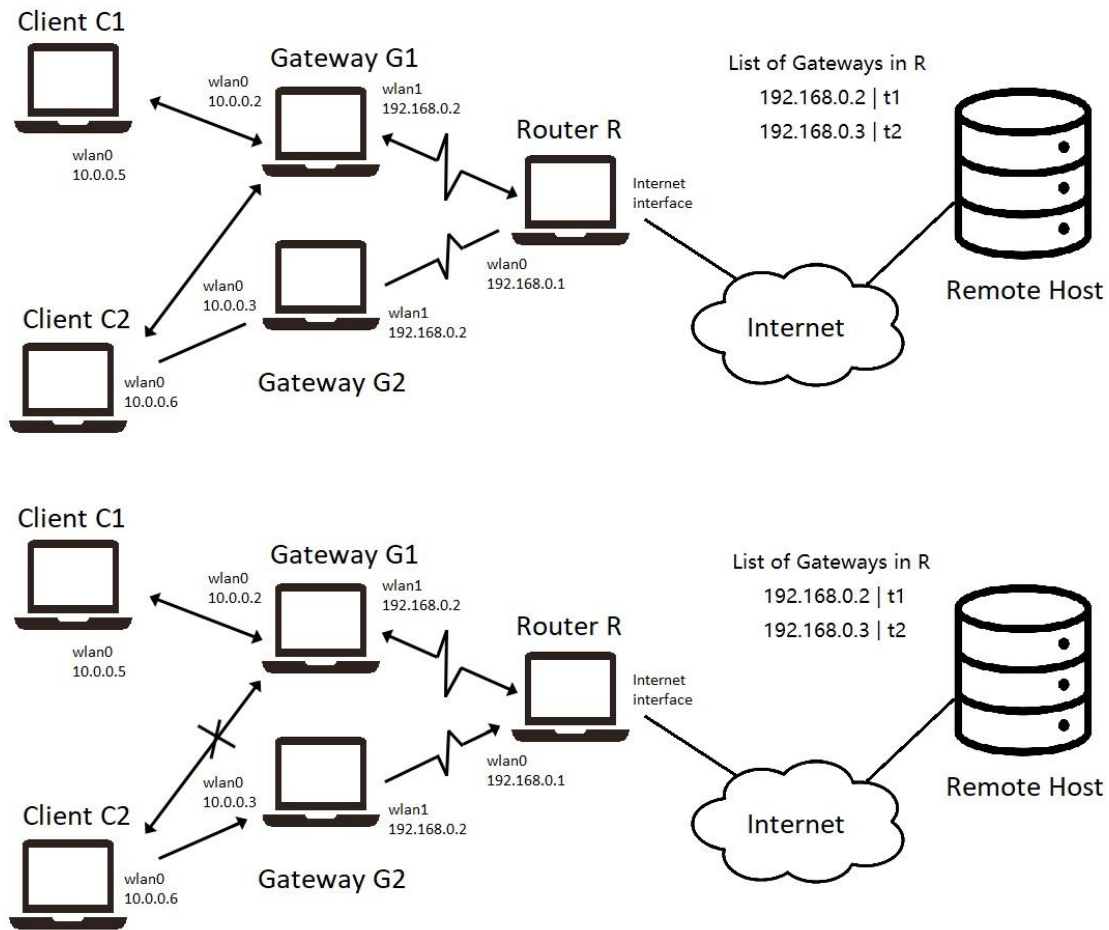 Client C1
Gateway G1
wlan0
10.0.0.2
wlan1
192.168.0.2
wlan0
10.0.0.5
Router R
List of Gateways in R
192.168.0.2 | t1
192.168.0.3 | t2
Internet
interface
wlan0
10.0.0.3
wlan0
192.168.0.1
wlan1
192.168.0.2
Client C2
wlan0
10.0.0.6
Gateway G2
Internet
Remote Host
Client C1
Gateway G1
wlan0
10.0.0.2
wlan1
192.168.0.2
wlan0
10.0.0.5
Router R
List of Gateways in R
192.168.0.2 | t1
192.168.0.3 | t2
Internet
interface
wlan0
10.0.0.3
wlan0
192.168.0.1
wlan1
192.168.0.2
Client C2
wlan0
10.0.0.6
Gateway G2
Internet
Remote Host